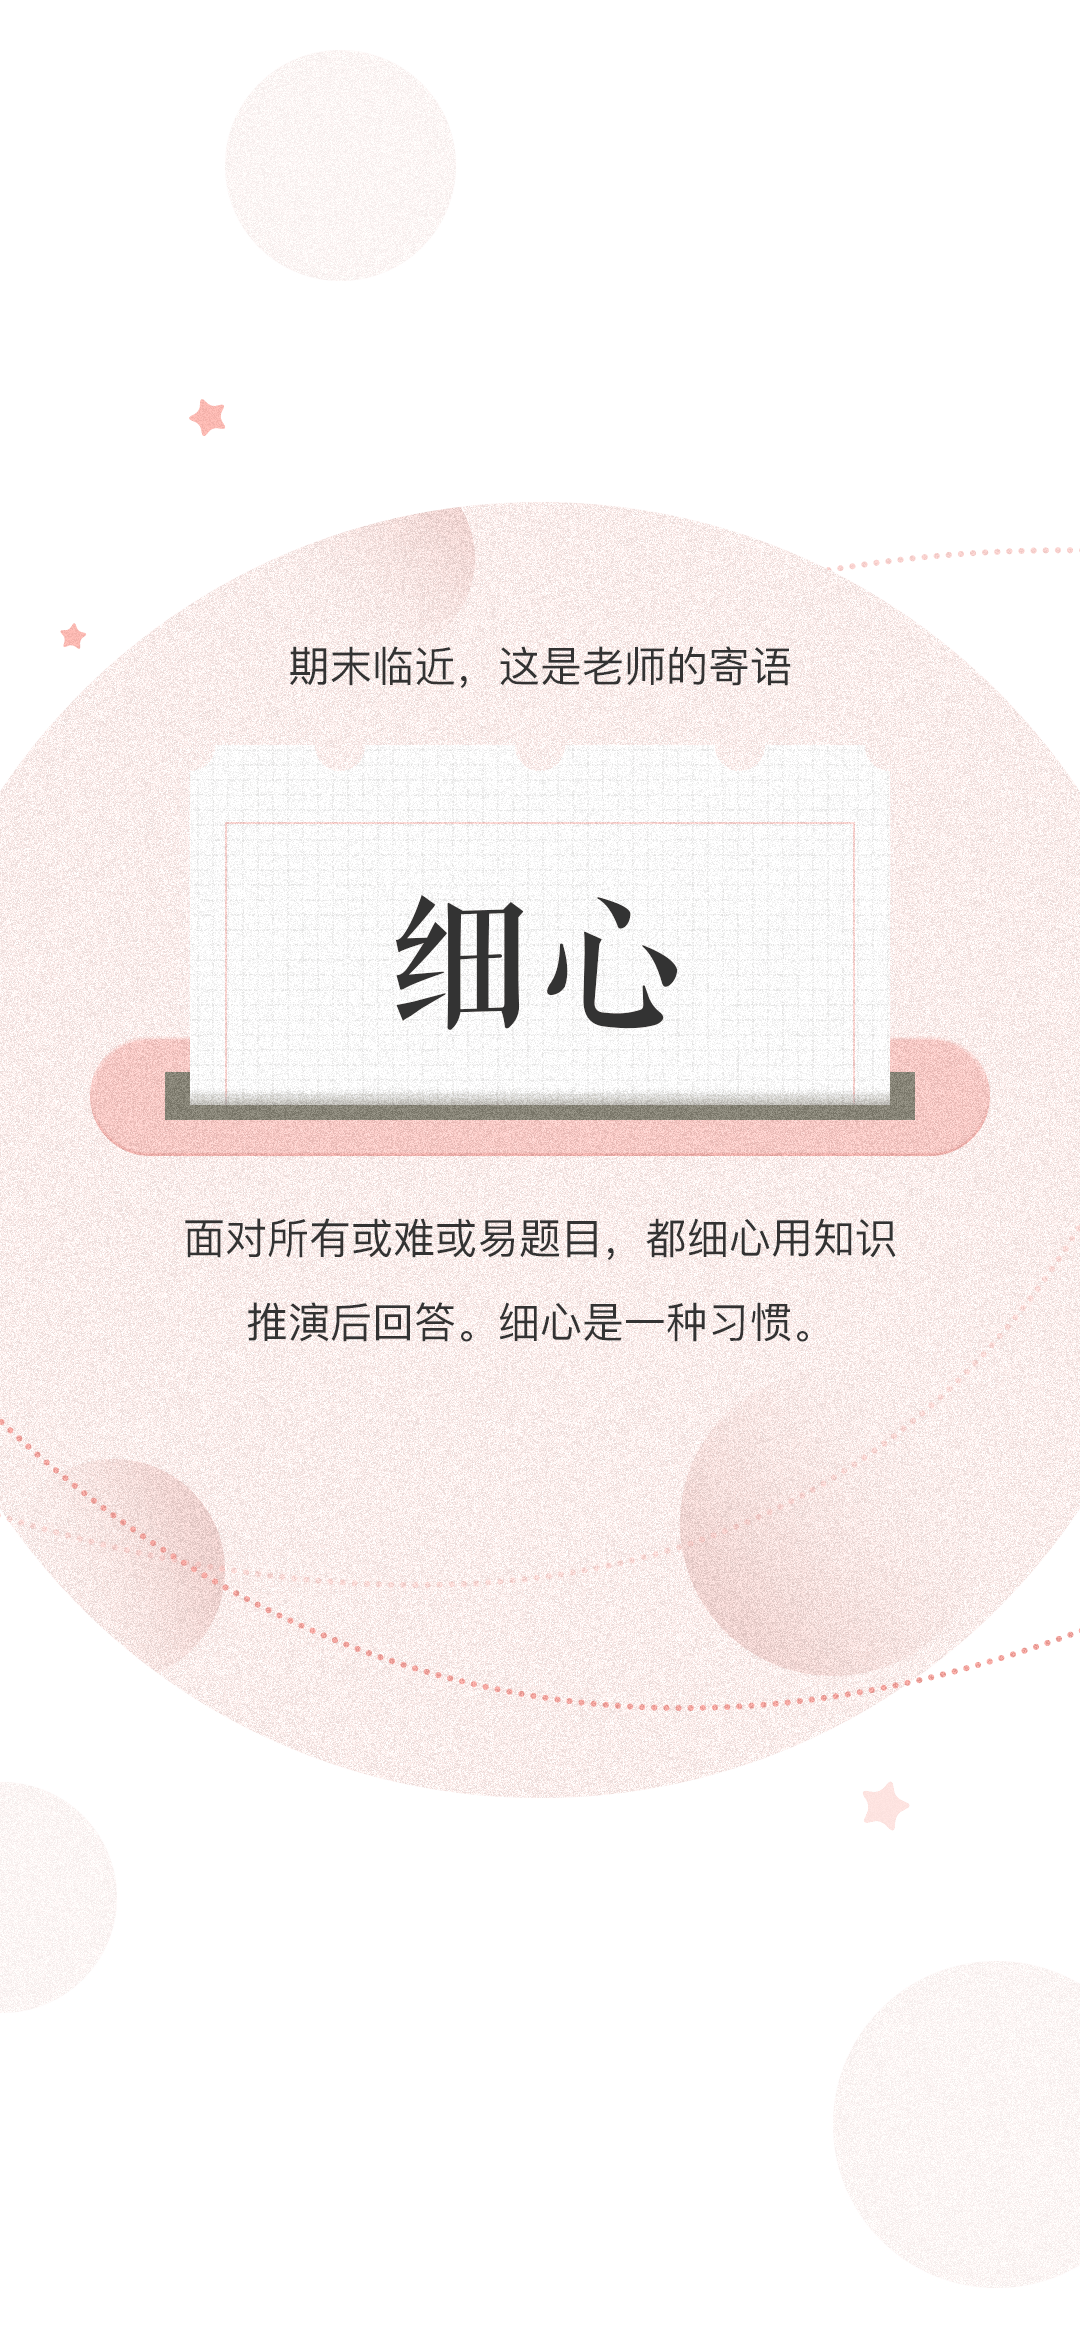 期末临近，这是老师的寄语
细心
面对所有或难或易题目，都细心用知识
推演后回答。细心是一种习惯。